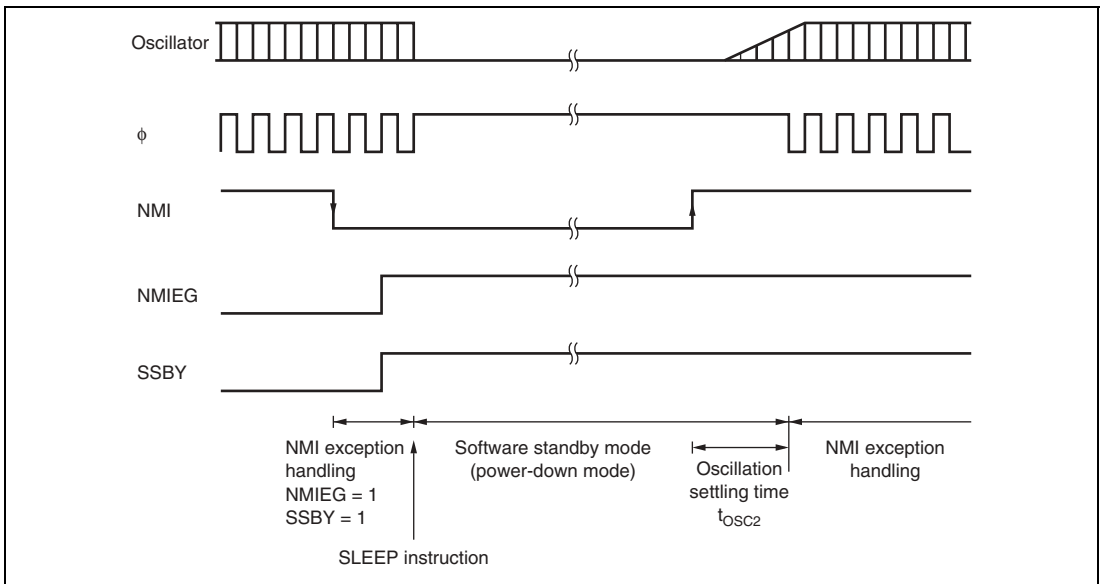 Oscillator
φ
NMI
NMIEG
SSBY
NMI exception
handling
NMIEG = 1
SSBY = 1
Software standby mode
(power-down mode)
Oscillation
settling time
tOSC2
NMI exception
handling
SLEEP instruction